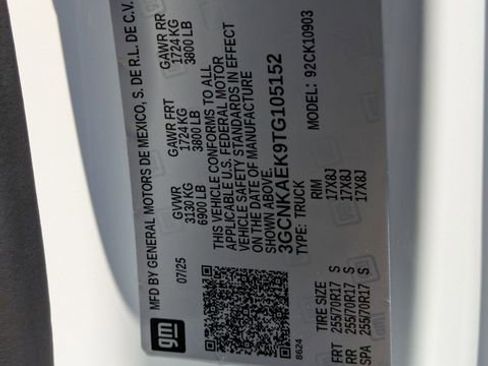 gm
MFD BY GENERAL MOTORS DE MEXICO, S. DE R.L. DE C.V.
07/25
GVWR GAWR FRT GAWR RR
3130 KG 1724 KG 1724 KG
6900 LB 3800 LB 3800 LB
THIS VEHICLE CONFORMS TO ALL
APPLICABLE U.S. FEDERAL MOTOR
VEHICLE SAFETY STANDARDS IN EFFECT
ON THE DATE OF MANUFACTURE
SHOWN ABOVE.
3GCNKAEK9TG105152
TYPE: TRUCK MODEL: 92CK10903
8624
TIRE SIZE RIM
FRT 255/70R17 S 17X8J
RR 255/70R17 S 17X8J
SPA 255/70R17 S 17X8J